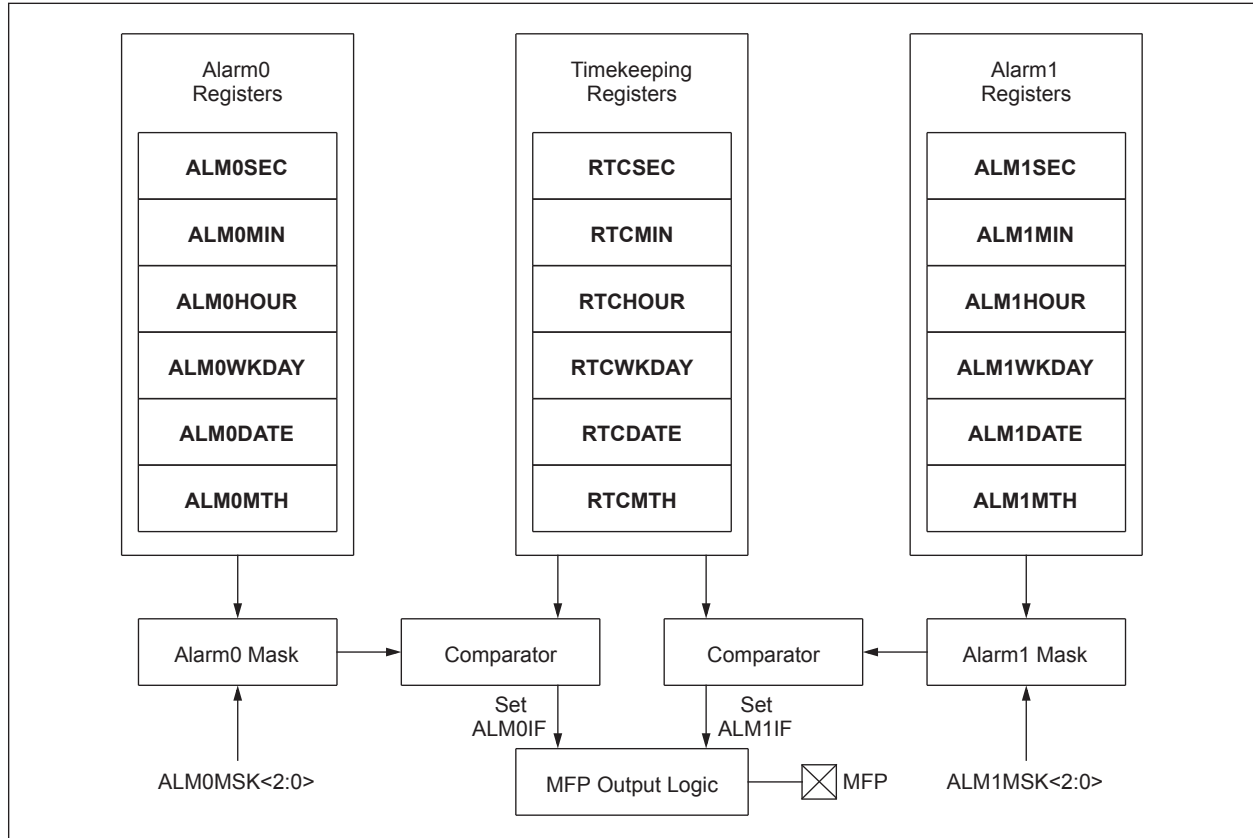 Alarm0
Registers
ALM0SEC
ALM0MIN
ALM0HOUR
ALM0WKDAY
ALM0DATE
ALM0MTH
Timekeeping
Registers
RTCSEC
RTCMIN
RTCHOUR
RTCWKDAY
RTCDATE
RTCMTH
Alarm1
Registers
ALM1SEC
ALM1MIN
ALM1HOUR
ALM1WKDAY
ALM1DATE
ALM1MTH
Alarm0 Mask
Comparator
Comparator
Alarm1 Mask
Set
ALM0IF
Set
ALM1IF
ALM0MSK<2:0>
MFP Output Logic
MFP
ALM1MSK<2:0>